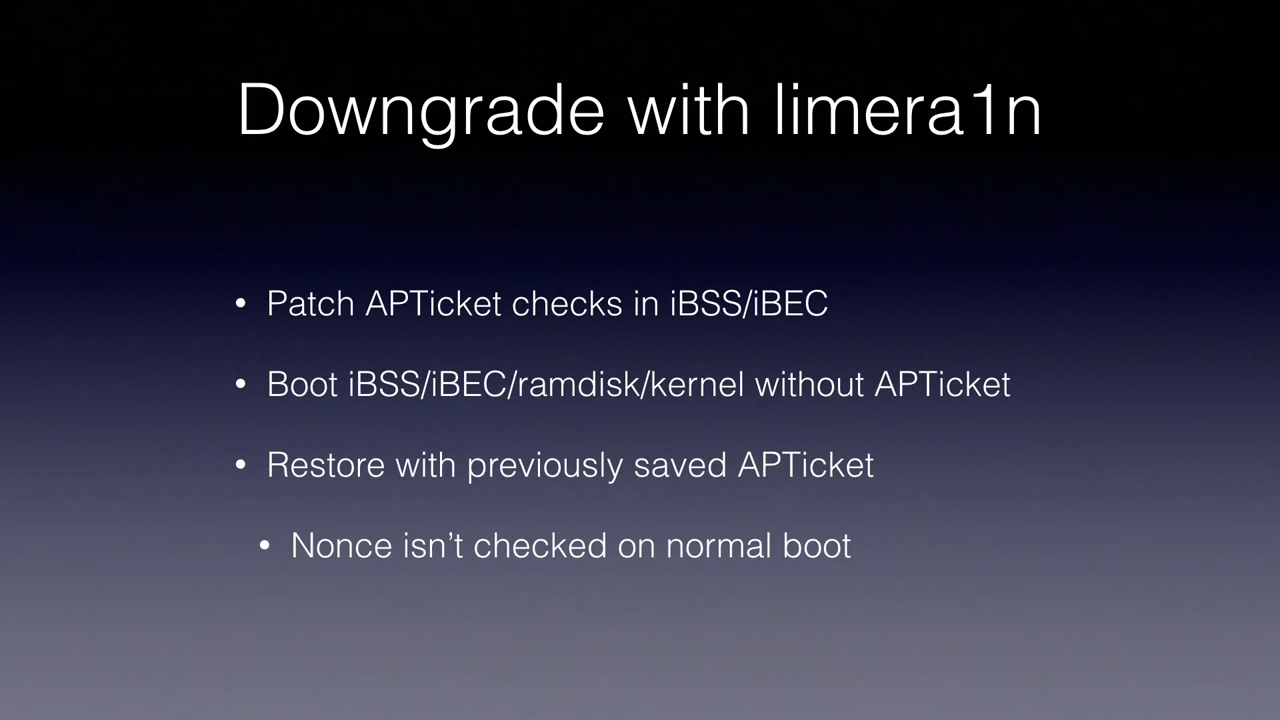 Downgrade with limera1n
• Patch APTicket checks in iBSS/iBEC
• Boot iBSS/iBEC/ramdisk/kernel without APTicket
• Restore with previously saved APTicket
• Nonce isn’t checked on normal boot